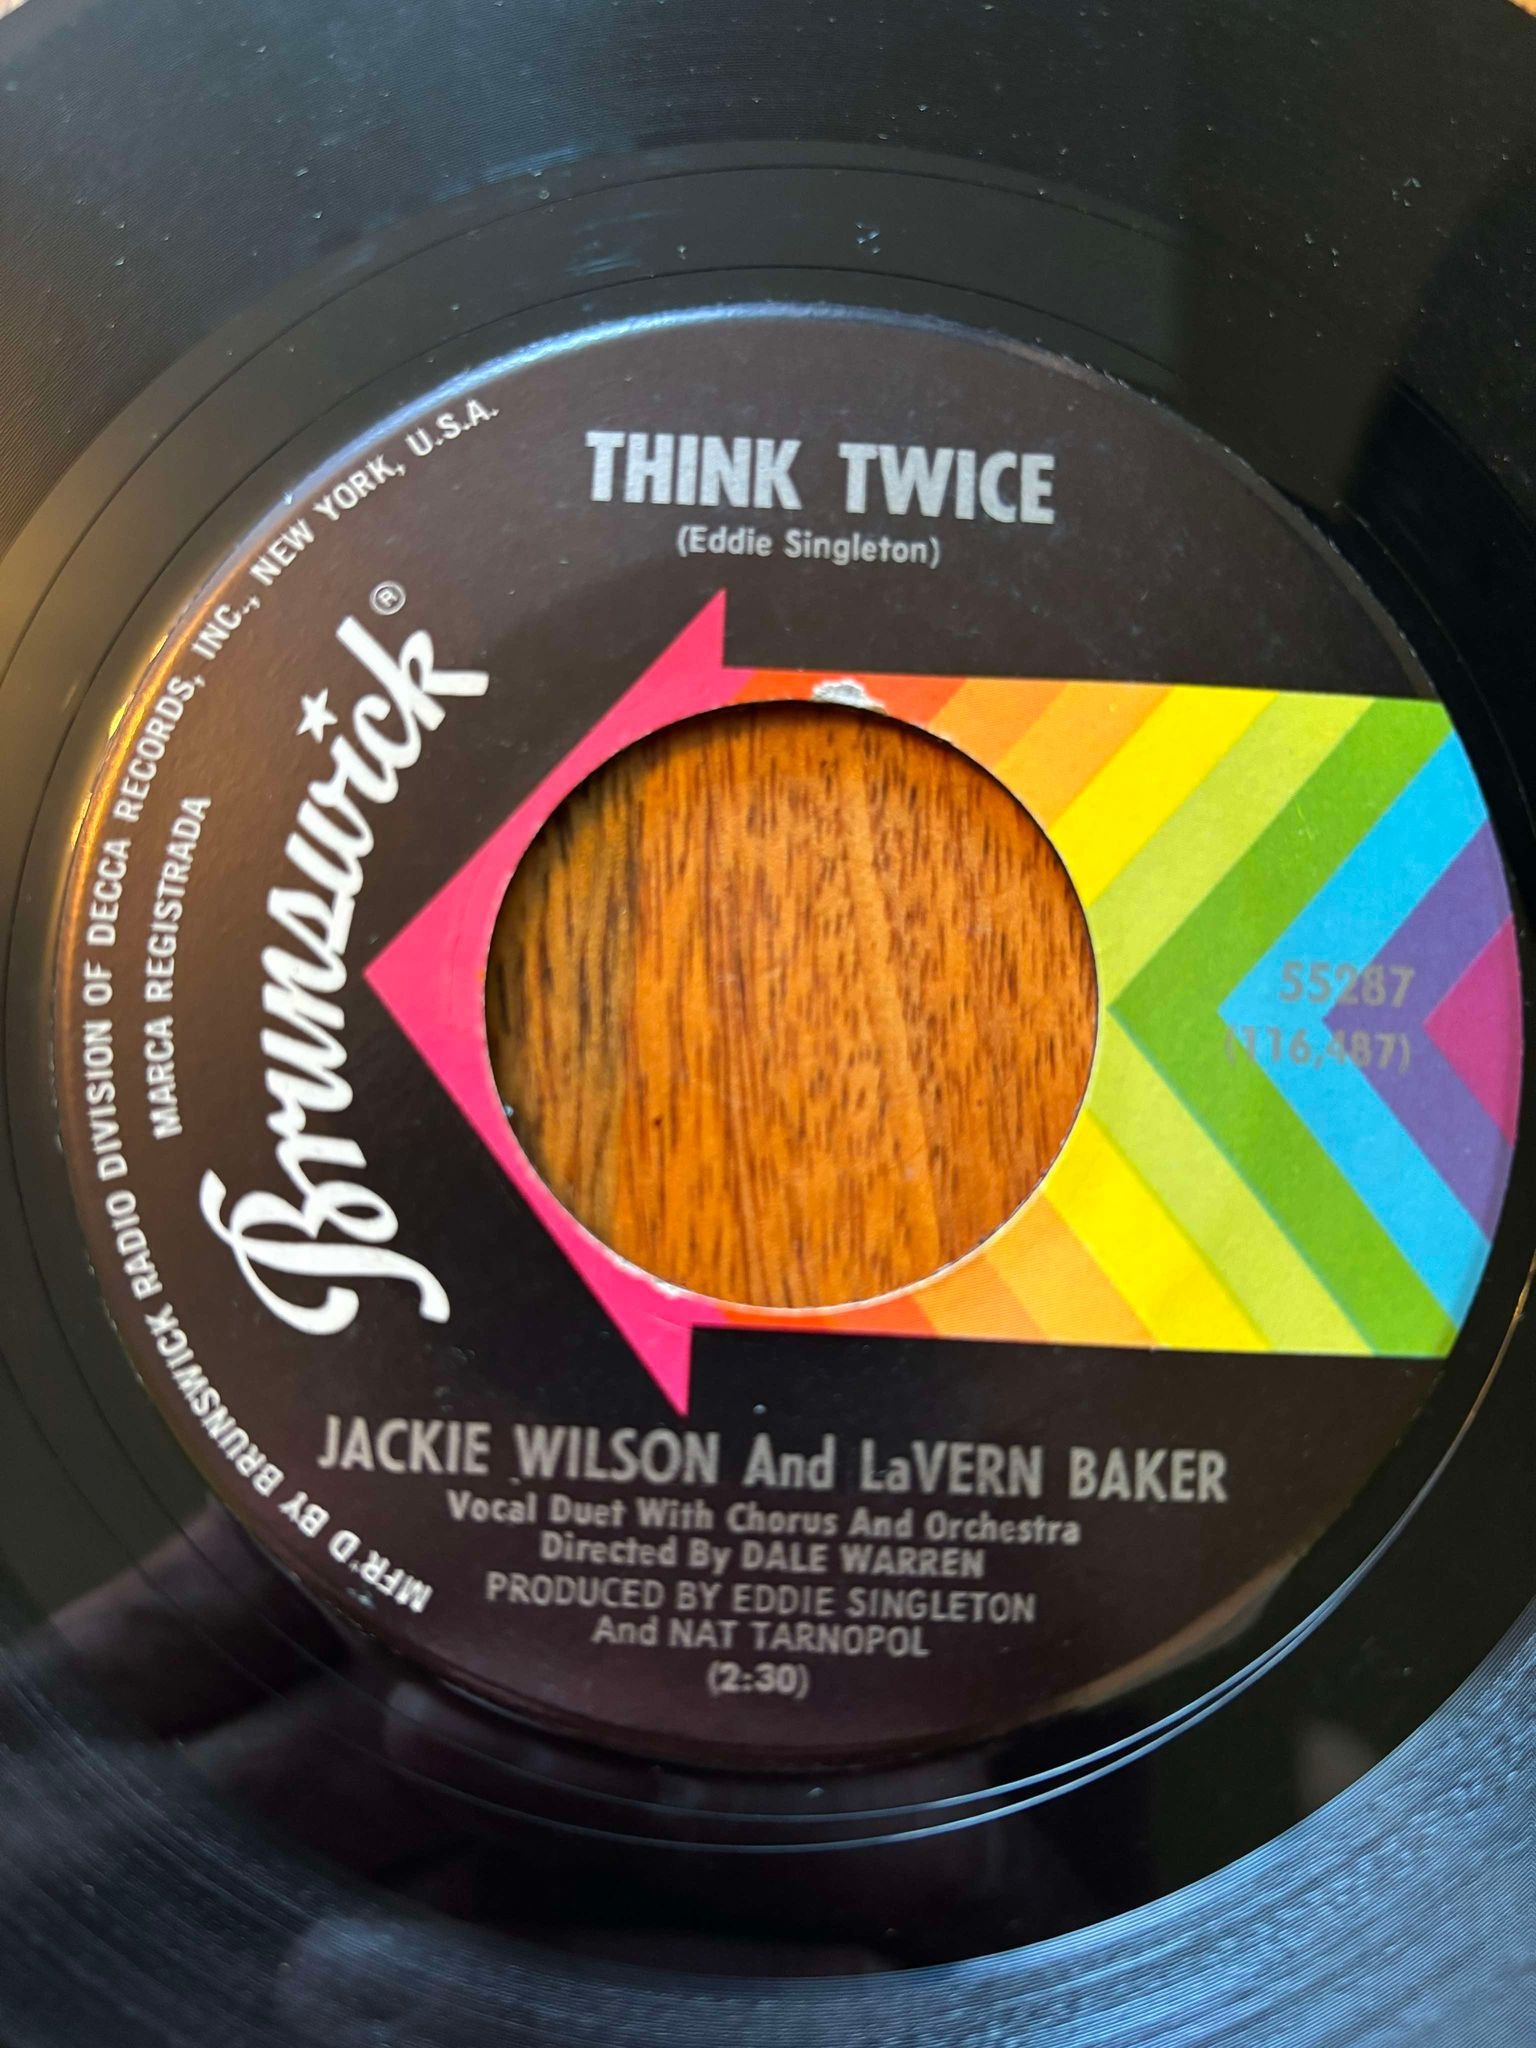 THINK TWICE
(Eddie Singleton)
Brunswick®
MFR'D BY BRUNSWICK RADIO DIVISION OF DECCA RECORDS, INC., NEW YORK, U.S.A.
MARCA REGISTRADA
55287
(116,487)
JACKIE WILSON And LaVERN BAKER
Vocal Duet With Chorus And Orchestra
Directed By DALE WARREN
PRODUCED BY EDDIE SINGLETON
And NAT TARNOPOL
(2:30)